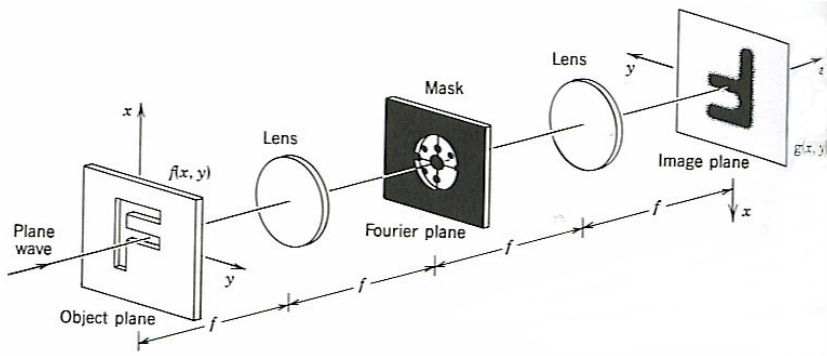 Lens
y
z
Mask
x
Lens
f(x, y)
g(x, y)
Image plane
x
Plane
wave
Fourier plane
y
Object plane
f
f
f
f